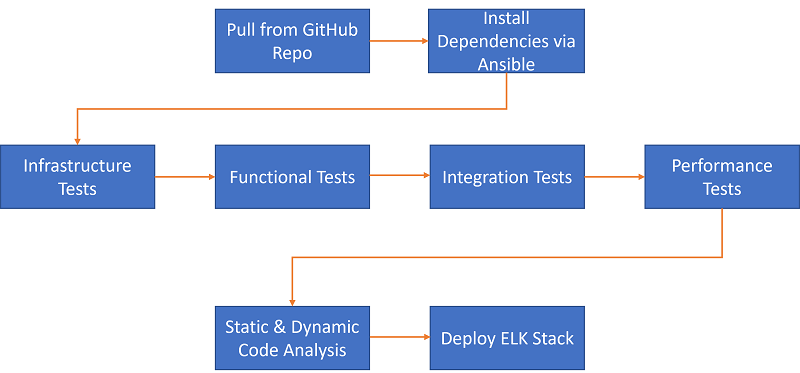 Pull from GitHub
Repo
Install
Dependencies via
Ansible
Infrastructure
Tests
Functional Tests
Integration Tests
Performance
Tests
Static & Dynamic
Code Analysis
Deploy ELK Stack